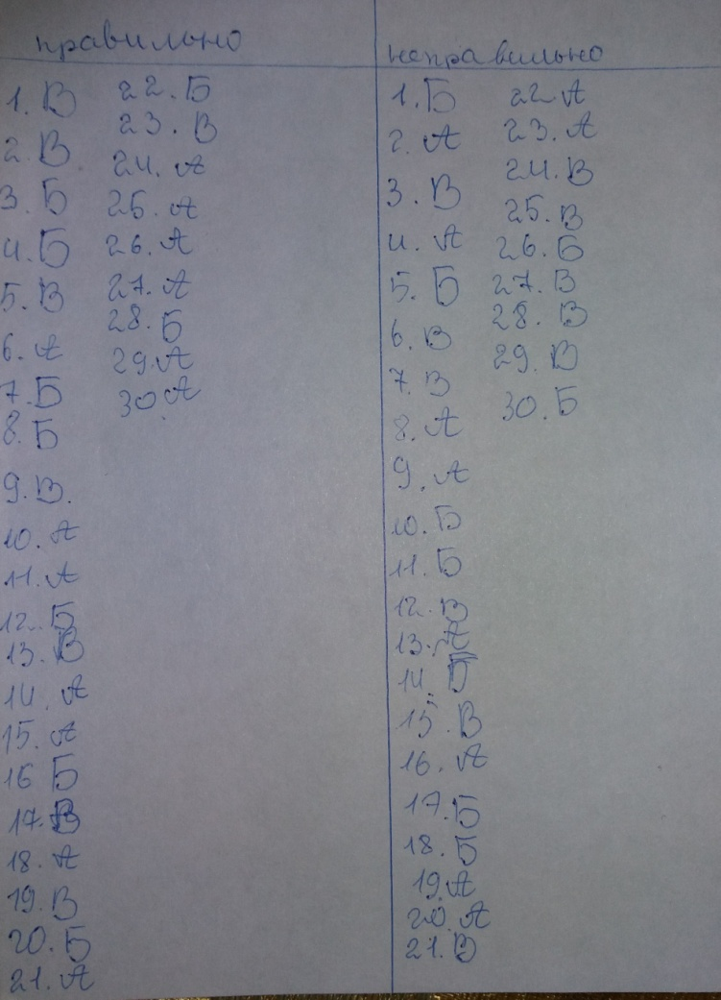 правильно
1. В
2. В
3. Б
4. Б
5. В
6. А
7. Б
8. Б
9. В.
10. А
11. А
12. Б
13. В
14. А
15. А
16 Б
17. В
18. А
19. В
20. Б
21. А
22. Б
23. В
24. А
25. А
26. А
27. А
28. Б
29. А
30. А
неправильно
1. Б
2. А
3. В
4. А
5. Б
6. В
7. В
8. А
9. А
10. Б
11. Б
12. В
13. А
14. Б
15. В
16. А
17. Б
18. Б
19. А
20. А
21. В
22 А
23. А
24. В
25. В
26. Б
27. В
28. В
29. В
30. Б